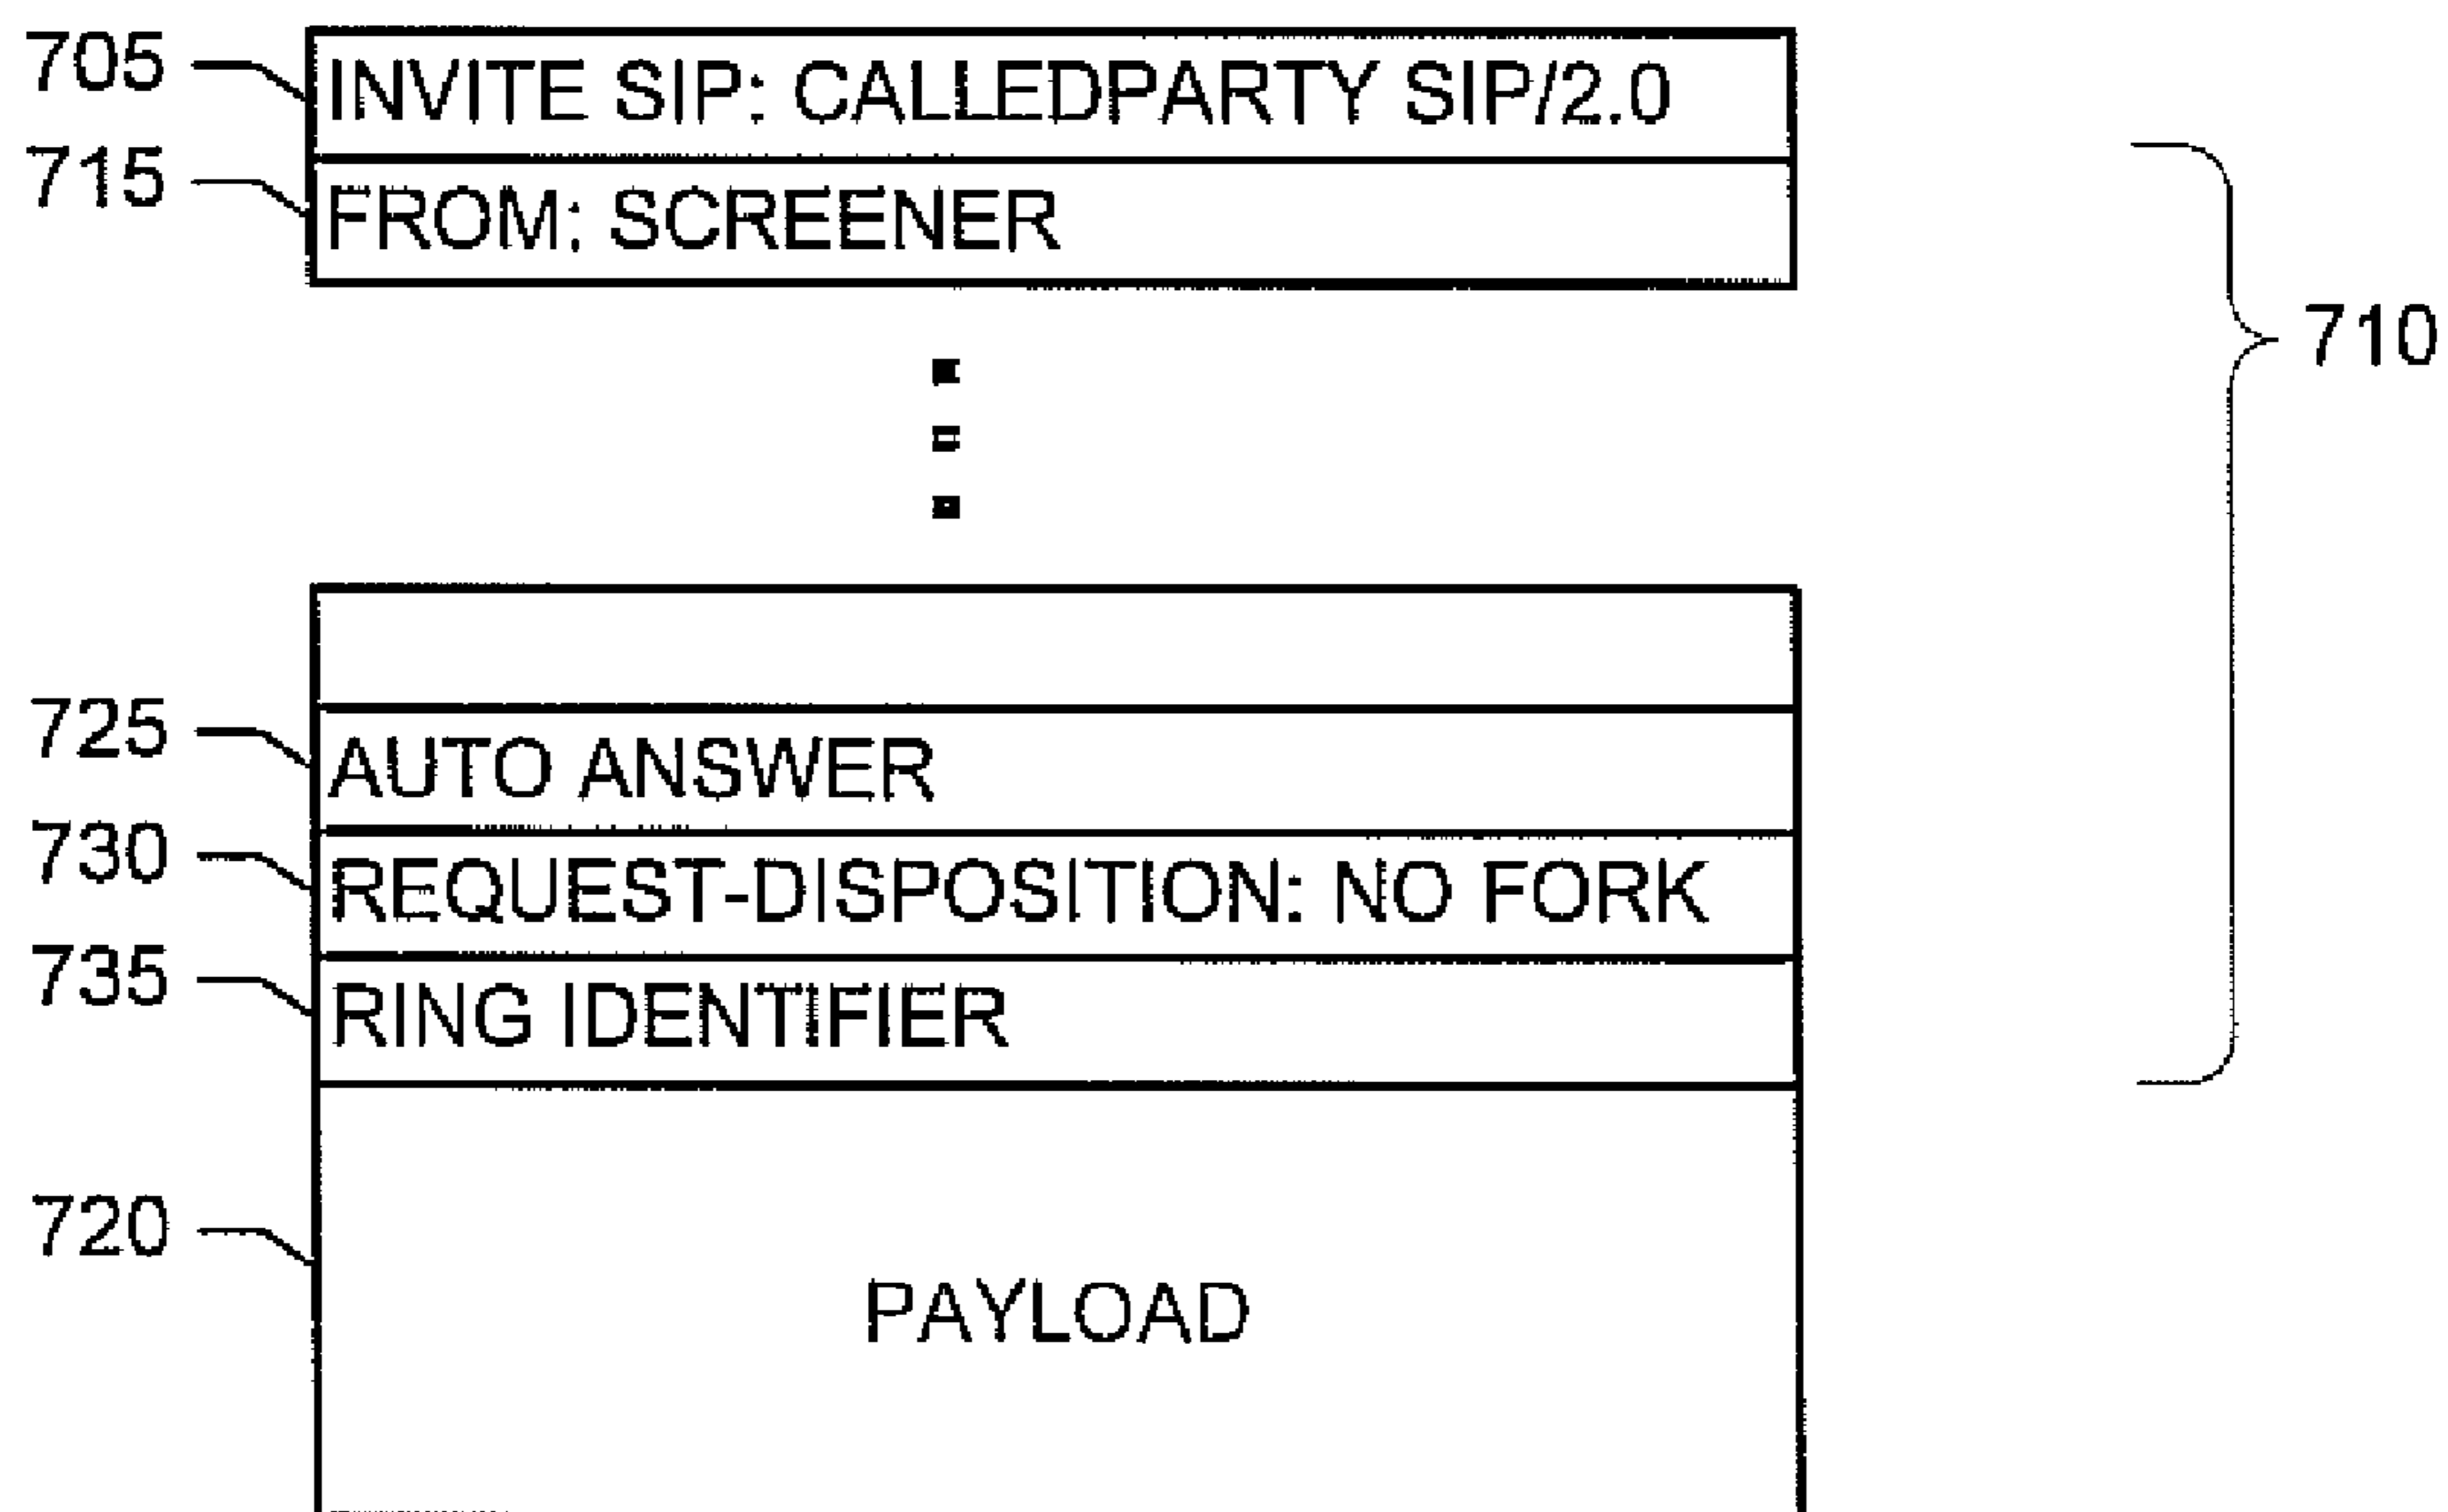 705 INVITE SIP: CALLEDPARTY SIP/2.0
715 FROM: SCREENER
710
725 AUTO ANSWER
730 REQUEST-DISPOSITION: NO FORK
735 RING IDENTIFIER
720
PAYLOAD